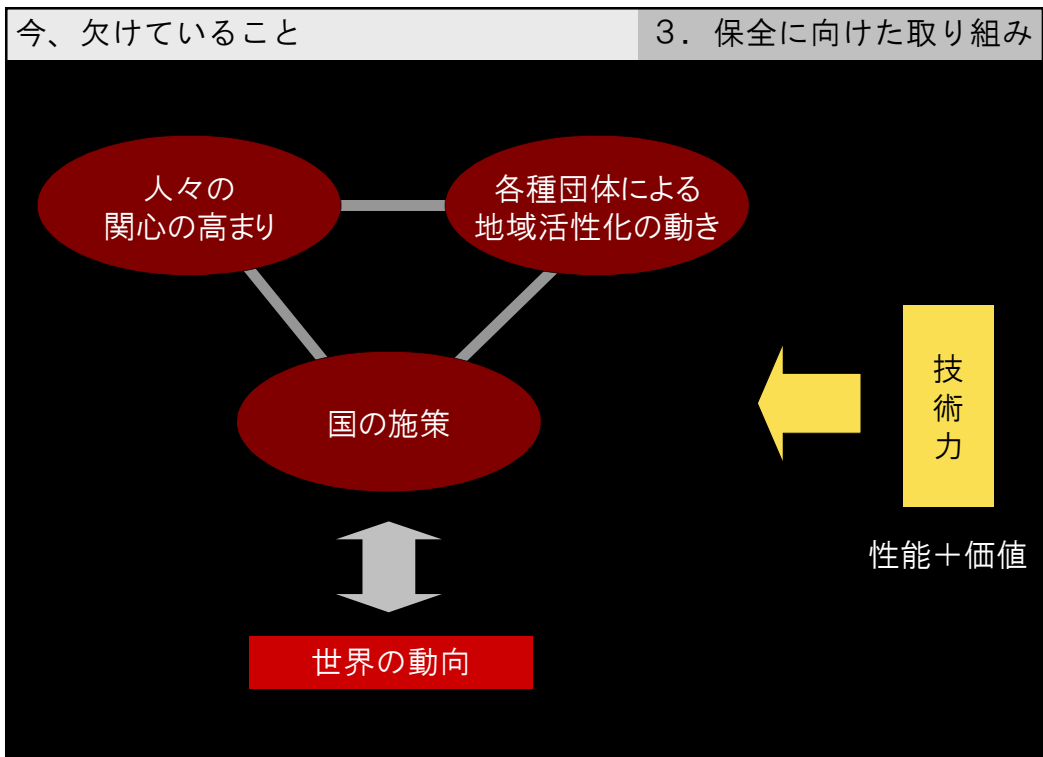 今、欠けていること
３．保全に向けた取り組み
人々の
関心の高まり
各種団体による
地域活性化の動き
国の施策
技
術
力
性能＋価値
世界の動向